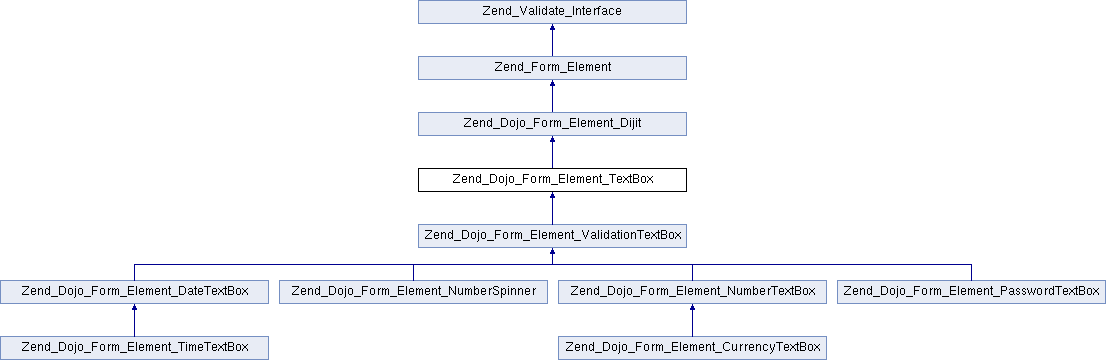 Zend_Validate_Interface
Zend_Form_Element
Zend_Dojo_Form_Element_Dijit
Zend_Dojo_Form_Element_TextBox
Zend_Dojo_Form_Element_ValidationTextBox
Zend_Dojo_Form_Element_DateTextBox
Zend_Dojo_Form_Element_NumberSpinner
Zend_Dojo_Form_Element_NumberTextBox
Zend_Dojo_Form_Element_PasswordTextBox
Zend_Dojo_Form_Element_TimeTextBox
Zend_Dojo_Form_Element_CurrencyTextBox